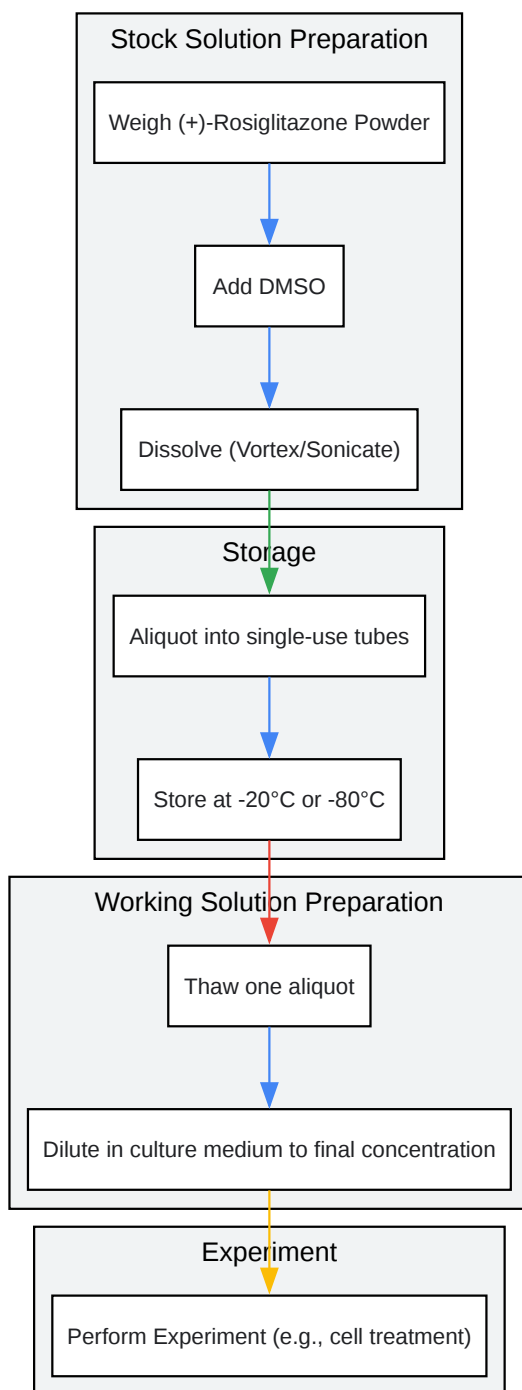 Stock Solution Preparation
Weigh (+)-Rosiglitazone Powder
Add DMSO
Dissolve (Vortex/Sonicate)
Storage
Aliquot into single-use tubes
Store at -20°C or -80°C
Working Solution Preparation
Thaw one aliquot
Dilute in culture medium to final concentration
Experiment
Perform Experiment (e.g., cell treatment)